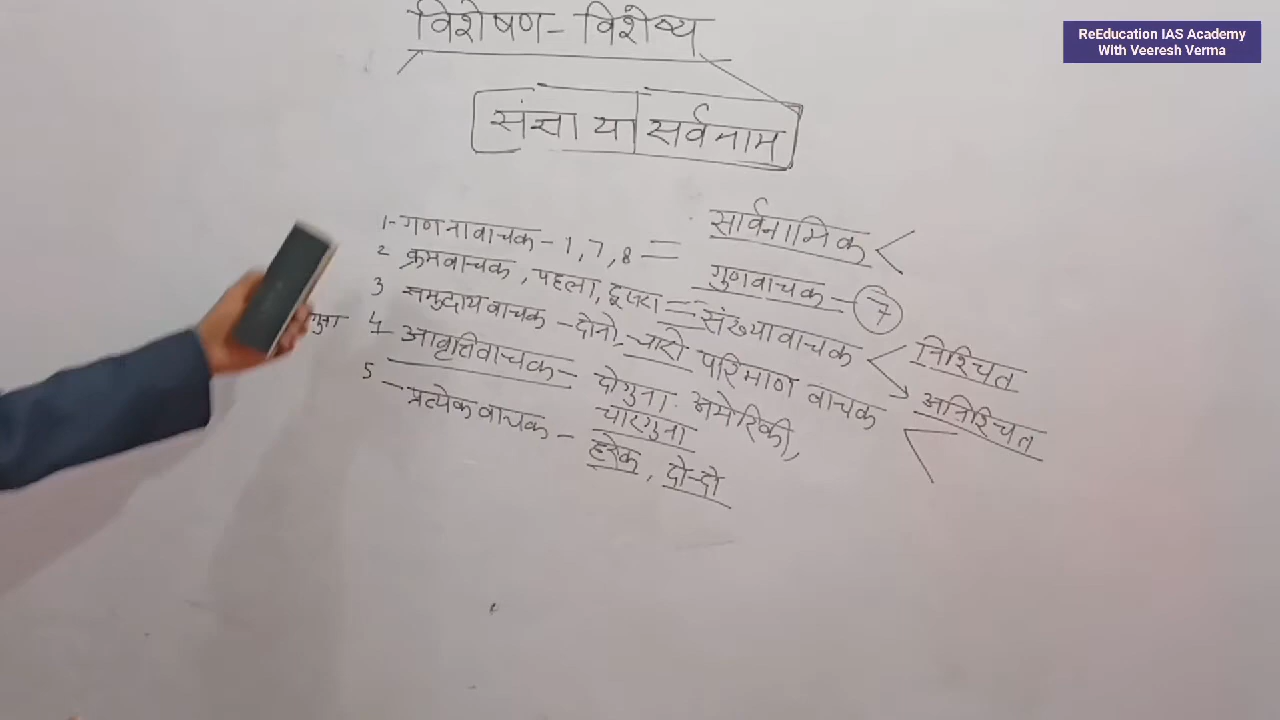 विशेषण - विशेष्य
ReEducation IAS Academy
With Veeresh Verma
संज्ञा या सर्वनाम
सार्वनामिक
गुणवाचक - 7
संख्यावाचक
निश्चित
अनिश्चित
परिमाण वाचक
1- गणनावाचक - 1, 7, 8 =
2 क्रमवाचक, पहला, दूसरा =
3 समुदायवाचक - दोनो, चारो
4 आवृत्तिवाचक - दोगुना. अमेरिकी,
चारगुना
5 - प्रत्येक वाचक - हरेक, दो-दो